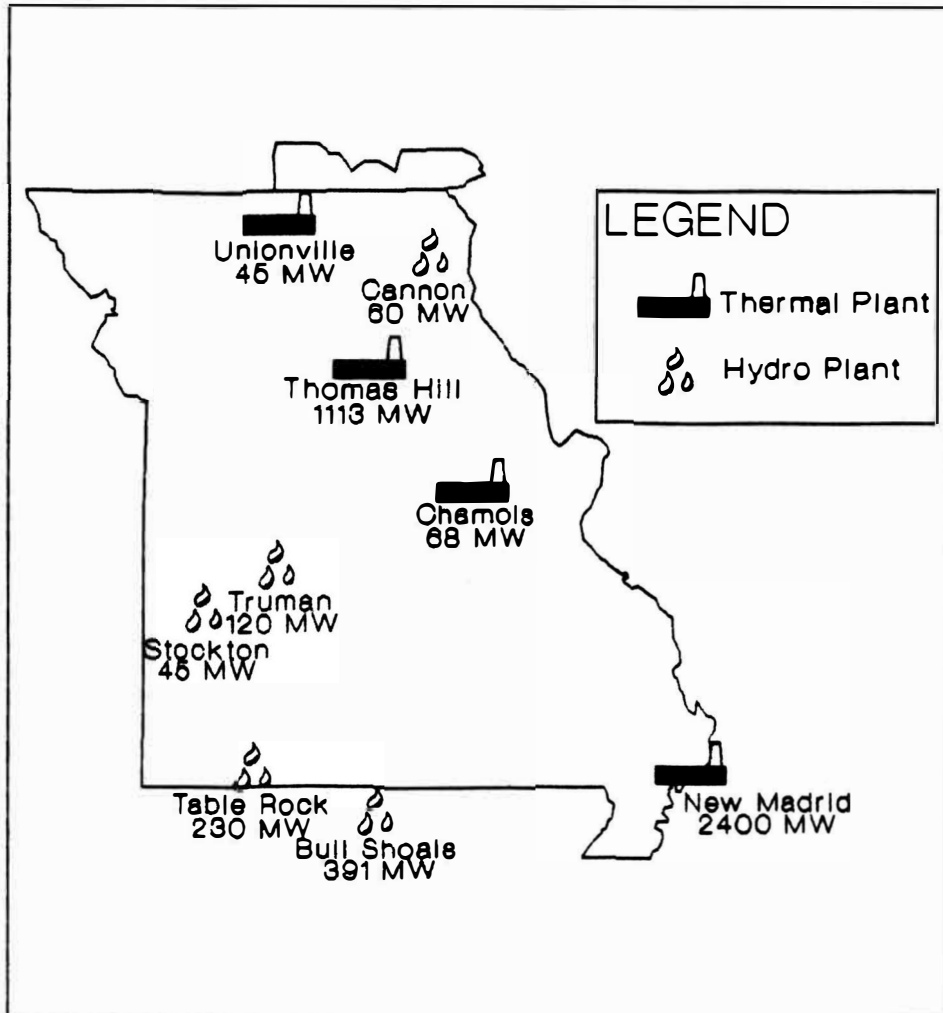 LEGEND
Thermal Plant
Hydro Plant
Unionville
45 MW
Cannon
60 MW
Thomas Hill
1113 MW
Chamois
68 MW
Truman
120 MW
Stockton
45 MW
Table Rock
230 MW
Bull Shoals
391 MW
New Madrid
2400 MW